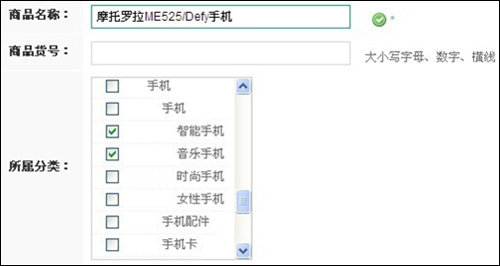 商品名称： 摩托罗拉ME525/Defy手机 *
商品货号： 大小写字母、数字、横线
所属分类：
手机
手机
智能手机
音乐手机
时尚手机
女性手机
手机配件
手机卡